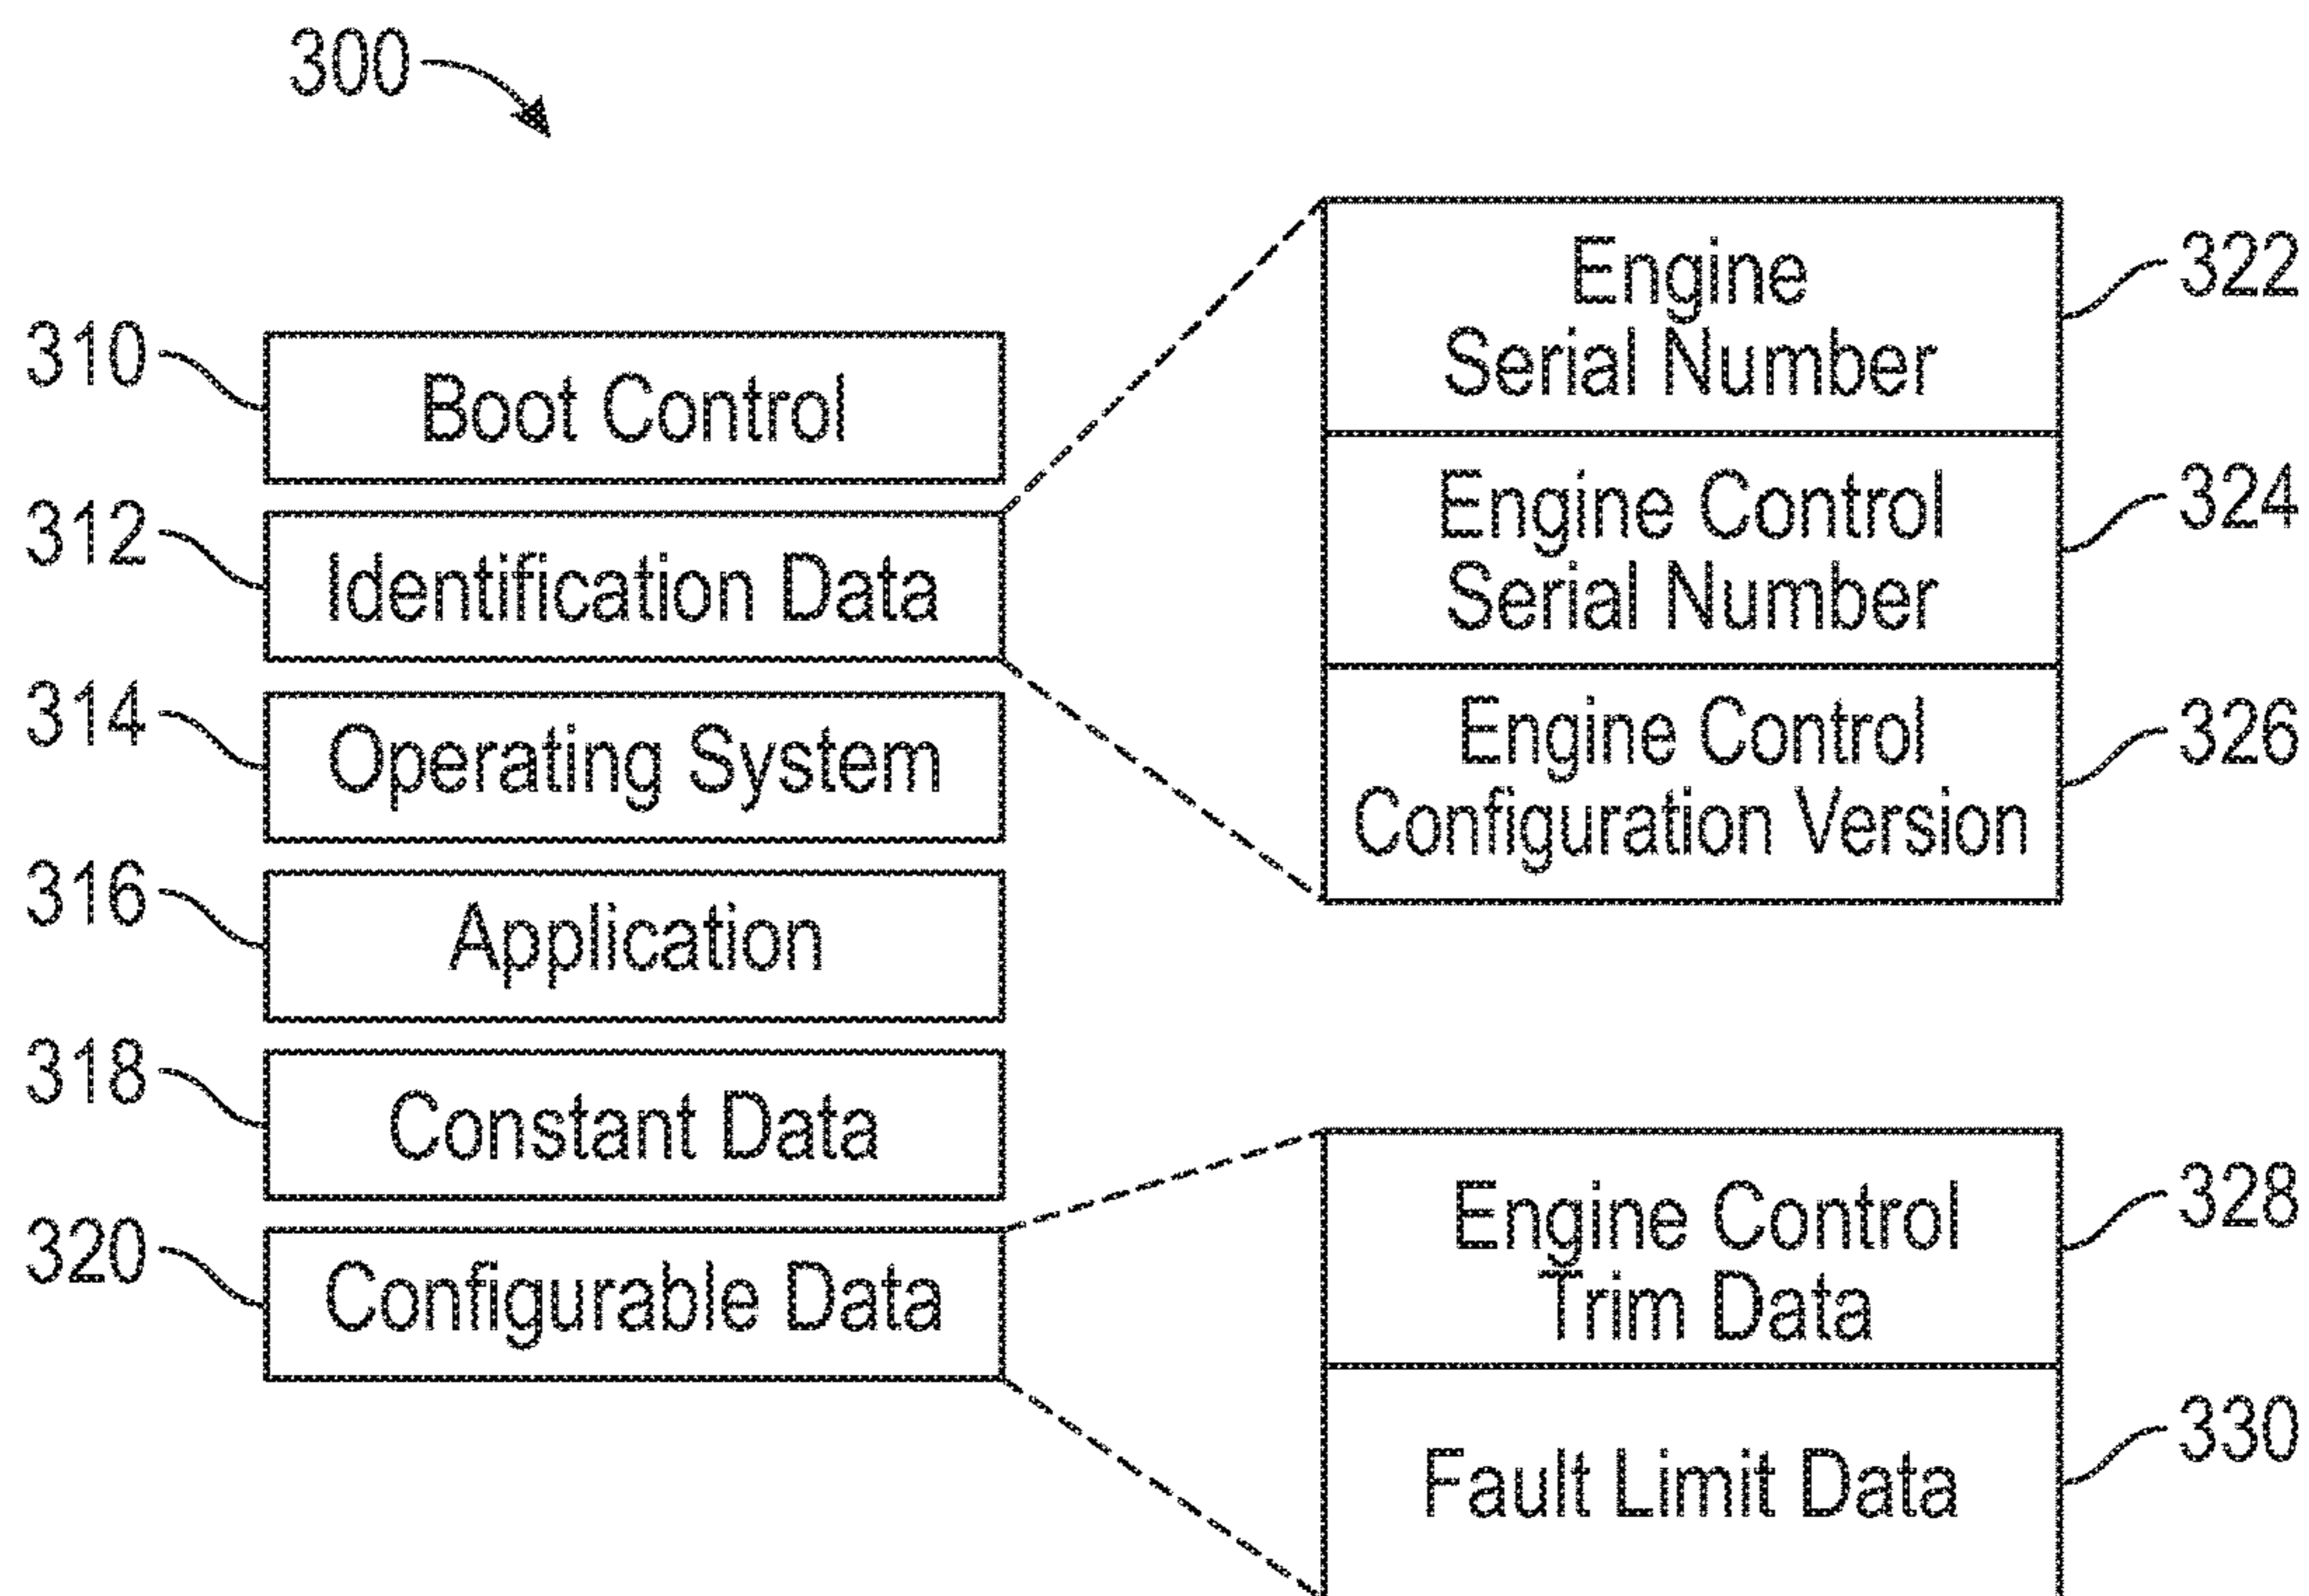 300
310
Boot Control
312
Identification Data
314
Operating System
316
Application
318
Constant Data
320
Configurable Data
Engine
Serial Number
322
Engine Control
Serial Number
324
Engine Control
Configuration Version
326
Engine Control
Trim Data
328
Fault Limit Data
330